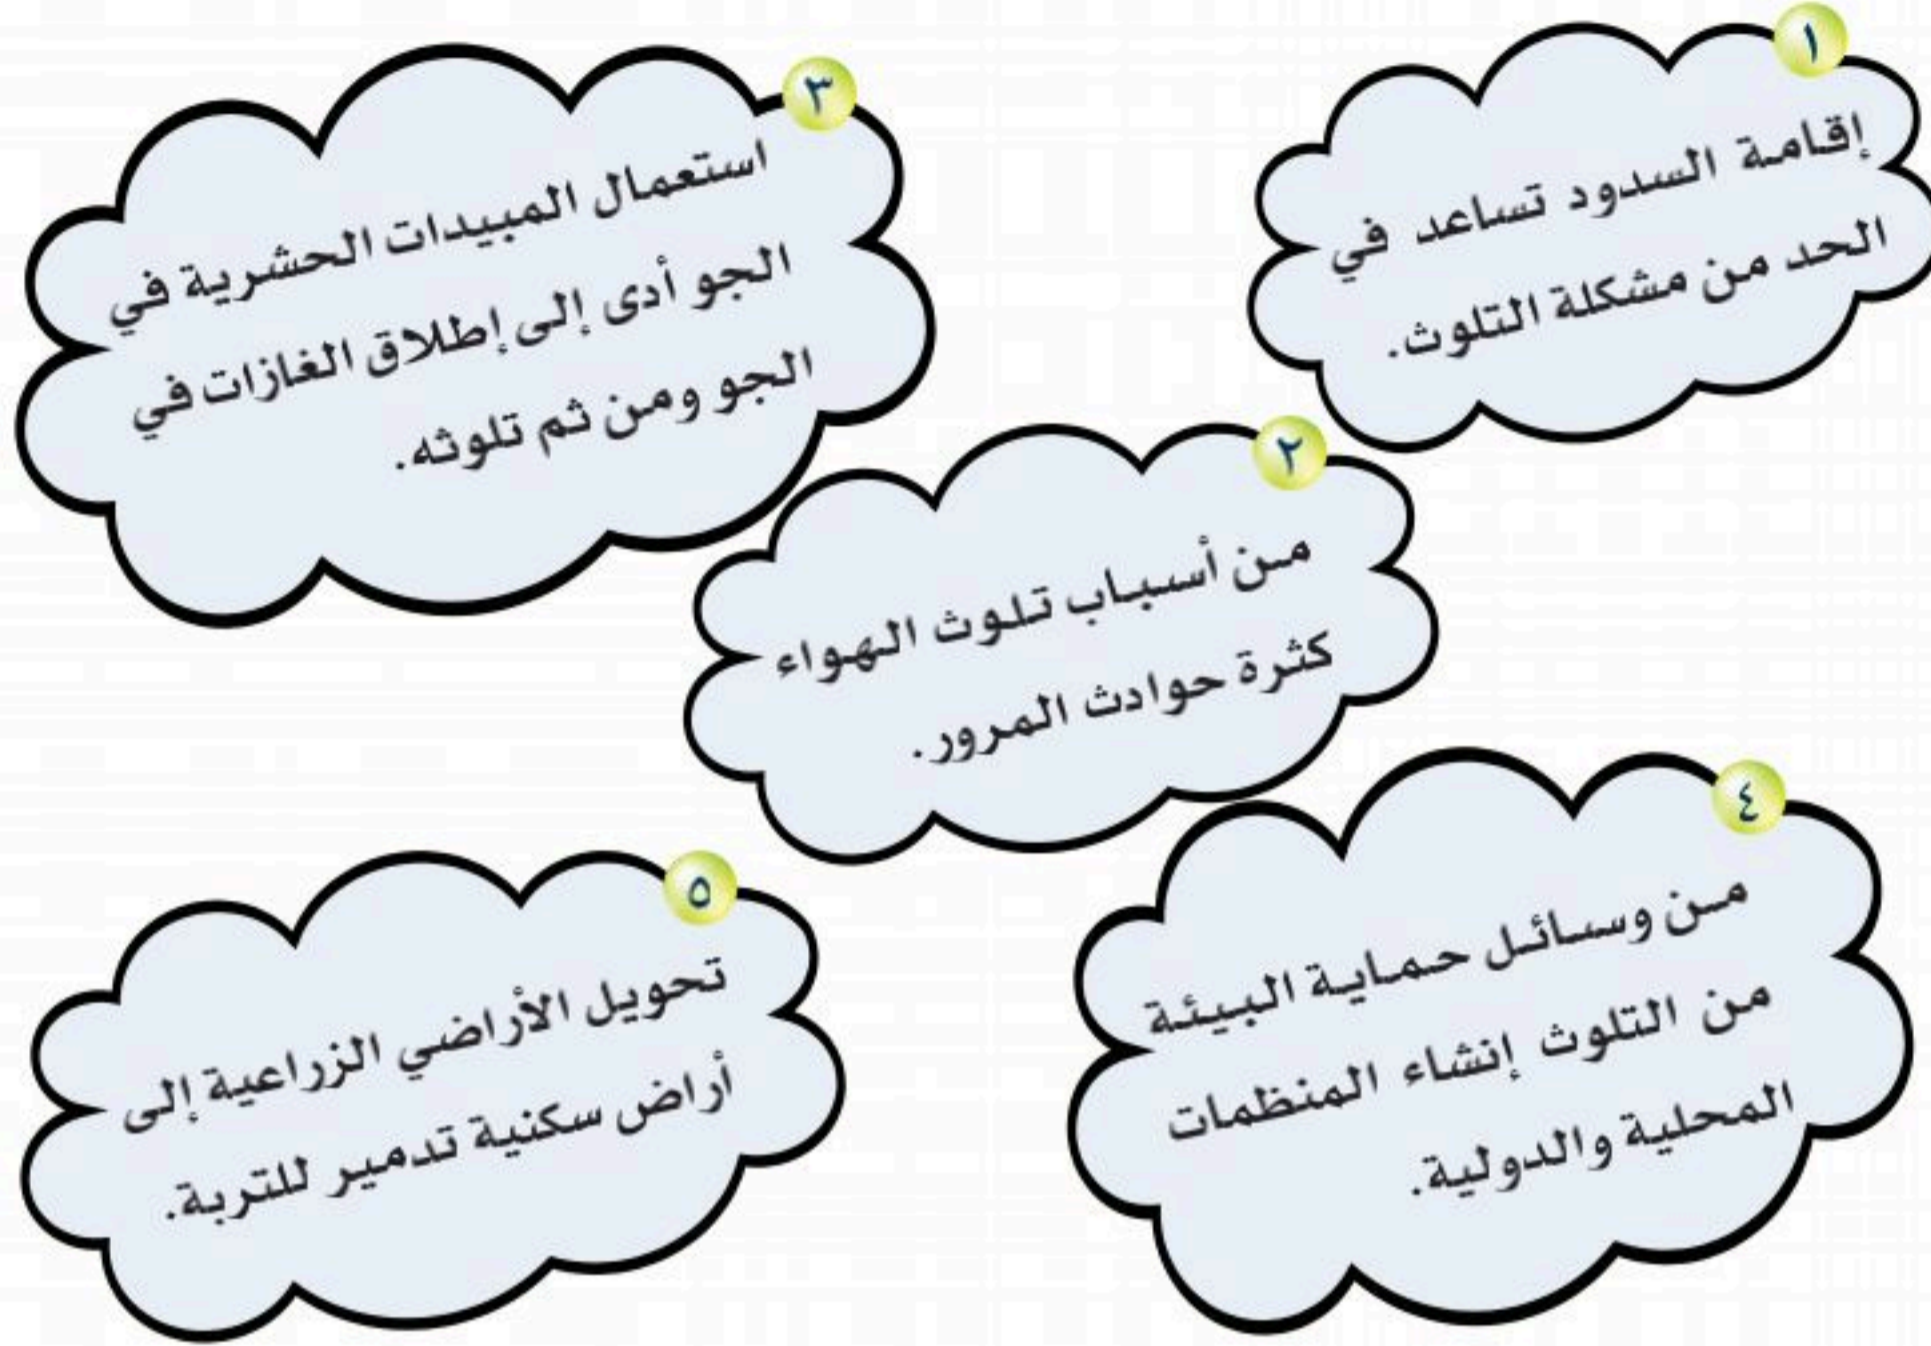 ١
إقامة السدود تساعد في
الحد من مشكلة التلوث.
٢
من أسباب تلوث الهواء
كثرة حوادث المرور.
٣
استعمال المبيدات الحشرية في
الجو أدى إلى إطلاق الغازات في
الجو ومن ثم تلوثه.
٤
من وسائل حماية البيئة
من التلوث إنشاء المنظمات
المحلية والدولية.
٥
تحويل الأراضي الزراعية إلى
أراض سكنية تدمير للتربة.